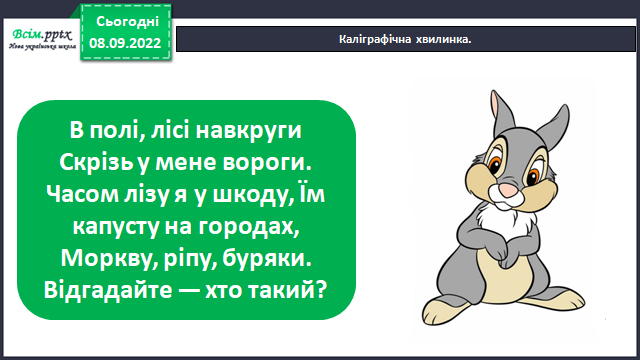 Всім.pptx
Нова українська школа
Сьогодні
08.09.2022
Каліграфічна хвилинка.
В полі, лісі навкруги
Скрізь у мене вороги.
Часом лізу я у шкоду, Їм
капусту на городах,
Моркву, ріпу, буряки.
Відгадайте — хто такий?